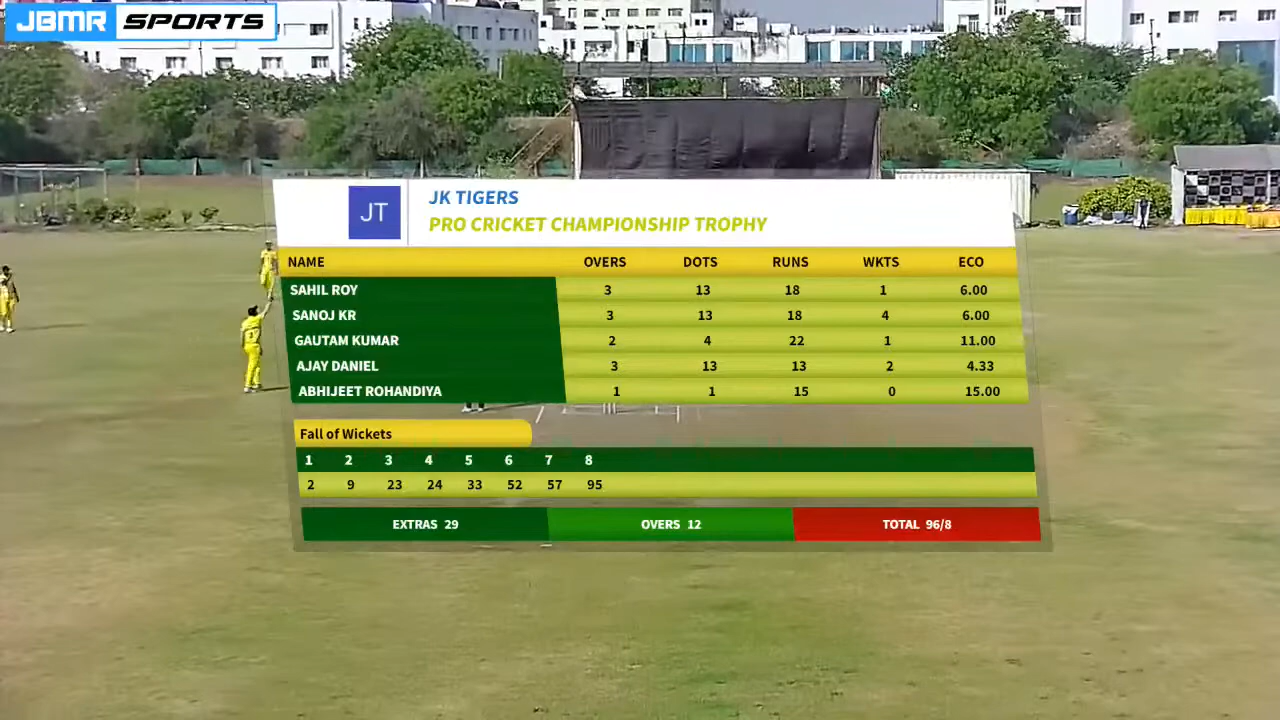 JBMR SPORTS
JT
JK TIGERS
PRO CRICKET CHAMPIONSHIP TROPHY
NAME OVERS DOTS RUNS WKTS ECO
SAHIL ROY 3 13 18 1 6.00
SANOJ KR 3 13 18 4 6.00
GAUTAM KUMAR 2 4 22 1 11.00
AJAY DANIEL 3 13 13 2 4.33
ABHIJEET ROHANDIYA 1 1 15 0 15.00
Fall of Wickets
1 2 3 4 5 6 7 8
2 9 23 24 33 52 57 95
EXTRAS 29 OVERS 12 TOTAL 96/8